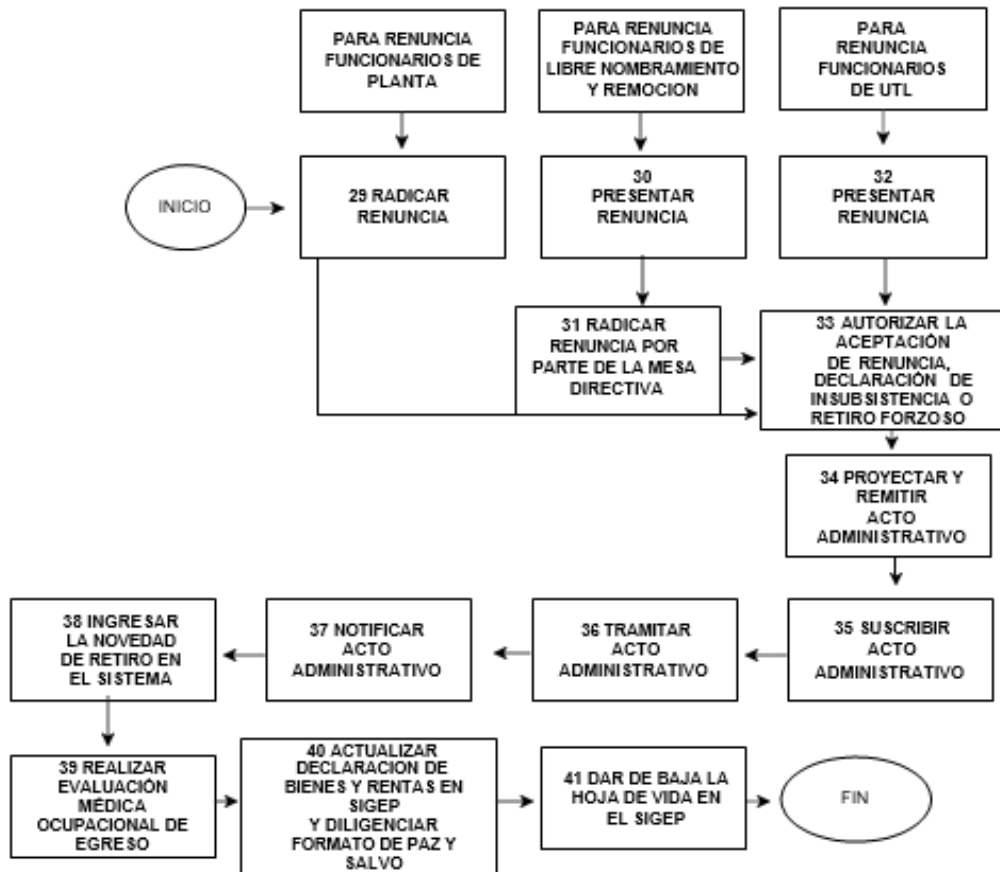 PARA RENUNCIA
FUNCIONARIOS DE
PLANTA
PARA RENUNCIA
FUNCIONARIOS DE
LIBRE NOMBRAMIENTO
Y REMOCION
PARA
RENUNCIA
FUNCIONARIOS
DE UTL
INICIO
29 RADICAR
RENUNCIA
30
PRESENTAR
RENUNCIA
32
PRESENTAR
RENUNCIA
31 RADICAR
RENUNCIA POR
PARTE DE LA MESA
DIRECTIVA
33 AUTORIZAR LA
ACEPTACIÓN
DE RENUNCIA,
DECLARACIÓN DE
INSUBSISTENCIA O
RETIRO FORZOSO
34 PROYECTAR Y
REMITIR
ACTO
ADMINISTRATIVO
38 INGRESAR
LA NOVEDAD
DE RETIRO EN
EL SISTEMA
37 NOTIFICAR
ACTO
ADMINISTRATIVO
36 TRAMITAR
ACTO
ADMINISTRATIVO
35 SUSCRIBIR
ACTO
ADMINISTRATIVO
39 REALIZAR
EVALUACIÓN
MÉDICA
OCUPACIONAL DE
EGRESO
40 ACTUALIZAR
DECLARACION DE
BIENES Y RENTAS EN
SIGEP
Y DILIGENCIAR
FORMATO DE PAZ Y
SALVO
41 DAR DE BAJA LA
HOJA DE VIDA EN
EL SIGEP
FIN